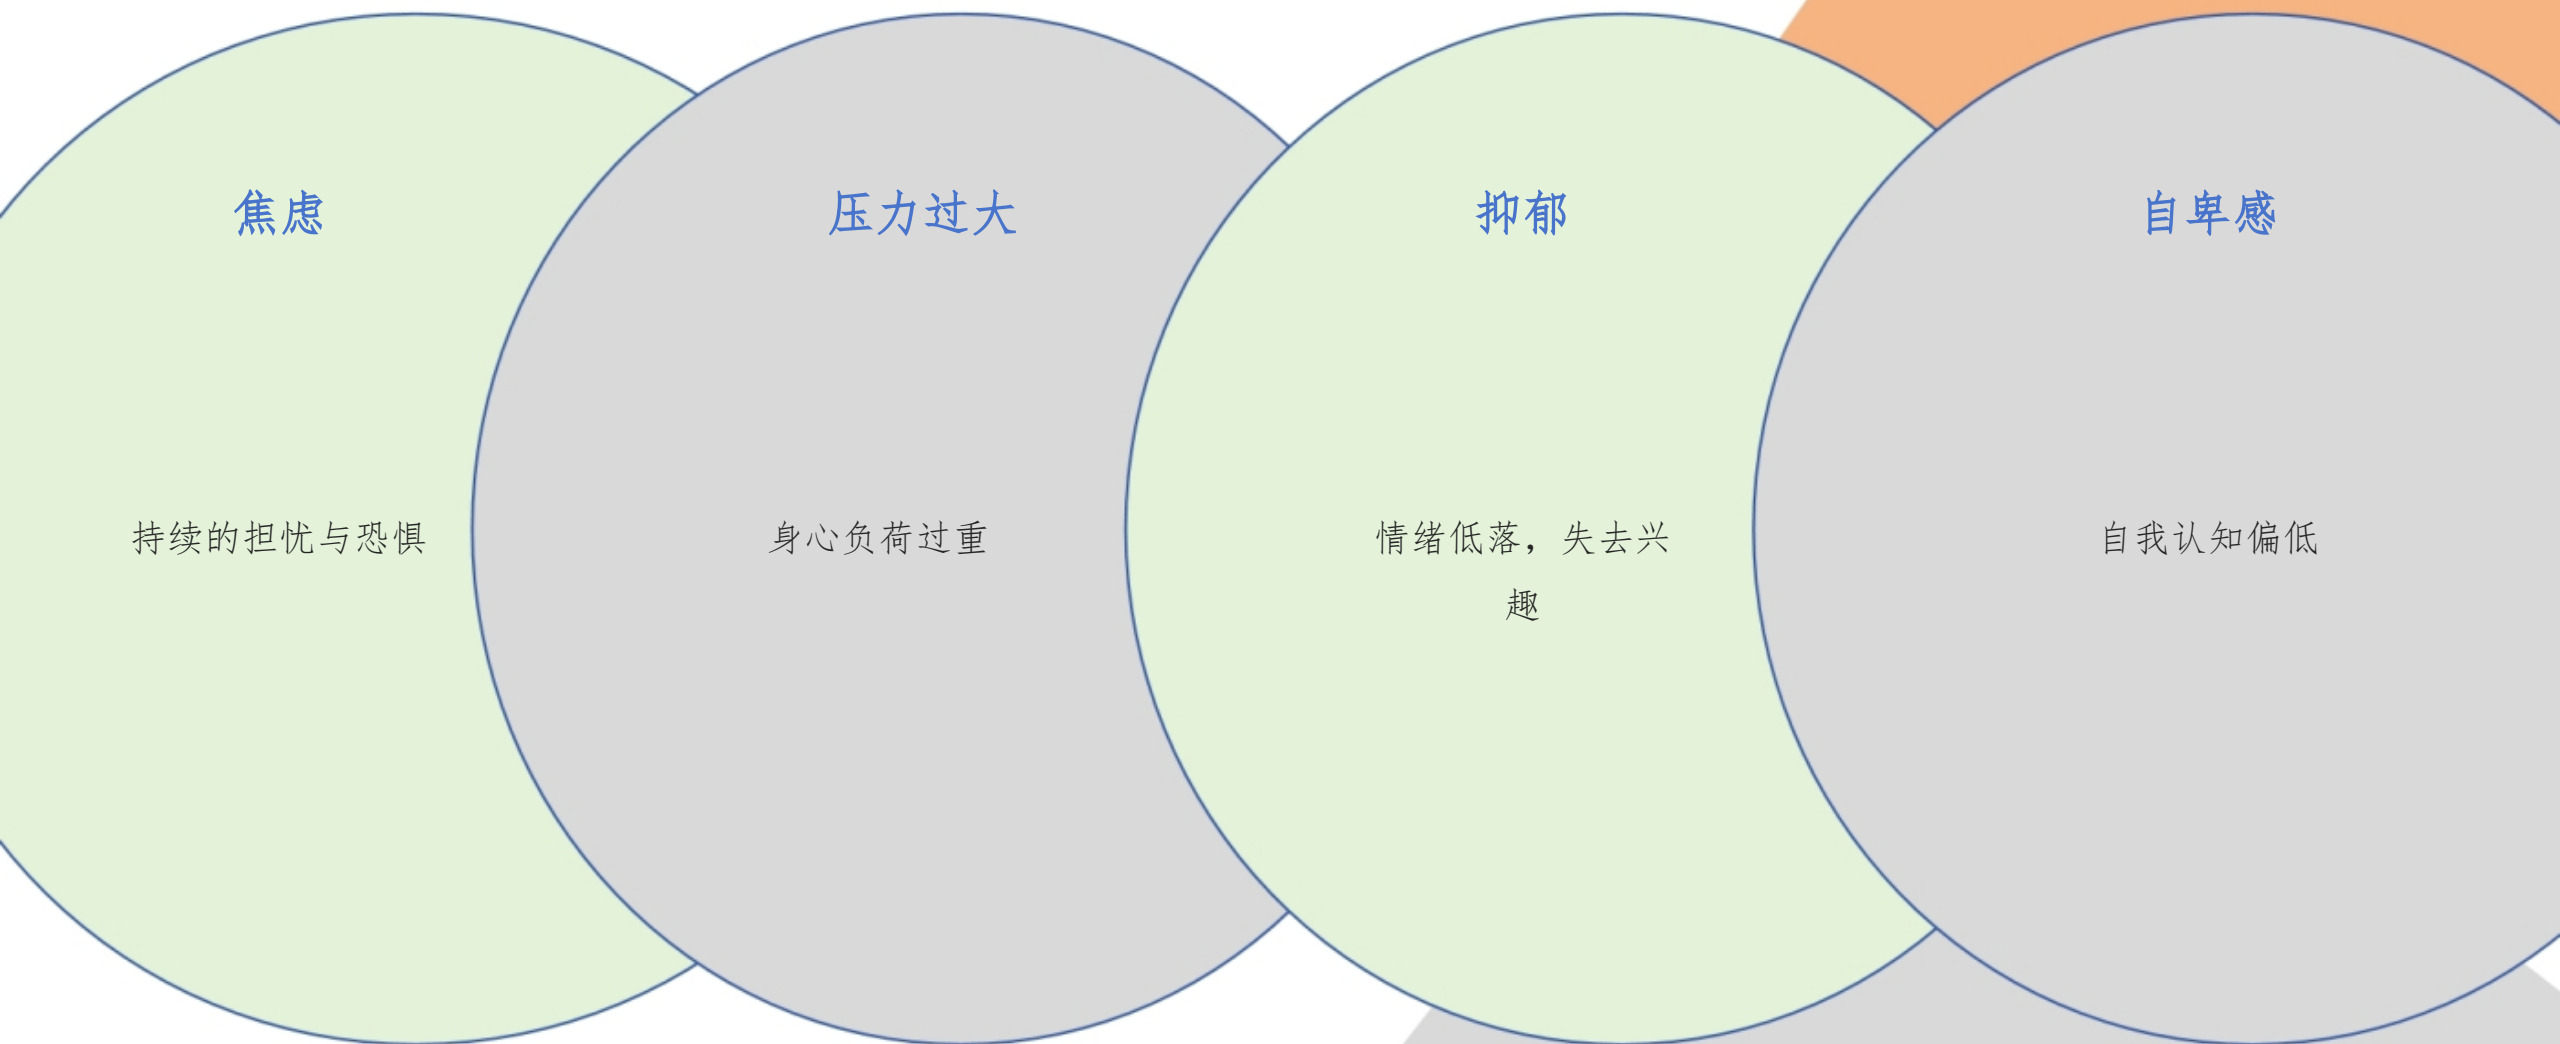 焦虑
持续的担忧与恐惧
压力过大
身心负荷过重
抑郁
情绪低落，失去兴
趣
自卑感
自我认知偏低